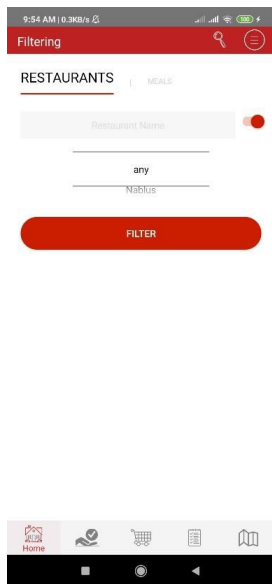 9:54 AM | 0.3KB/s
100
Filtering
RESTAURANTS | MEALS
Restaurant Name
any
Nablus
FILTER
Home